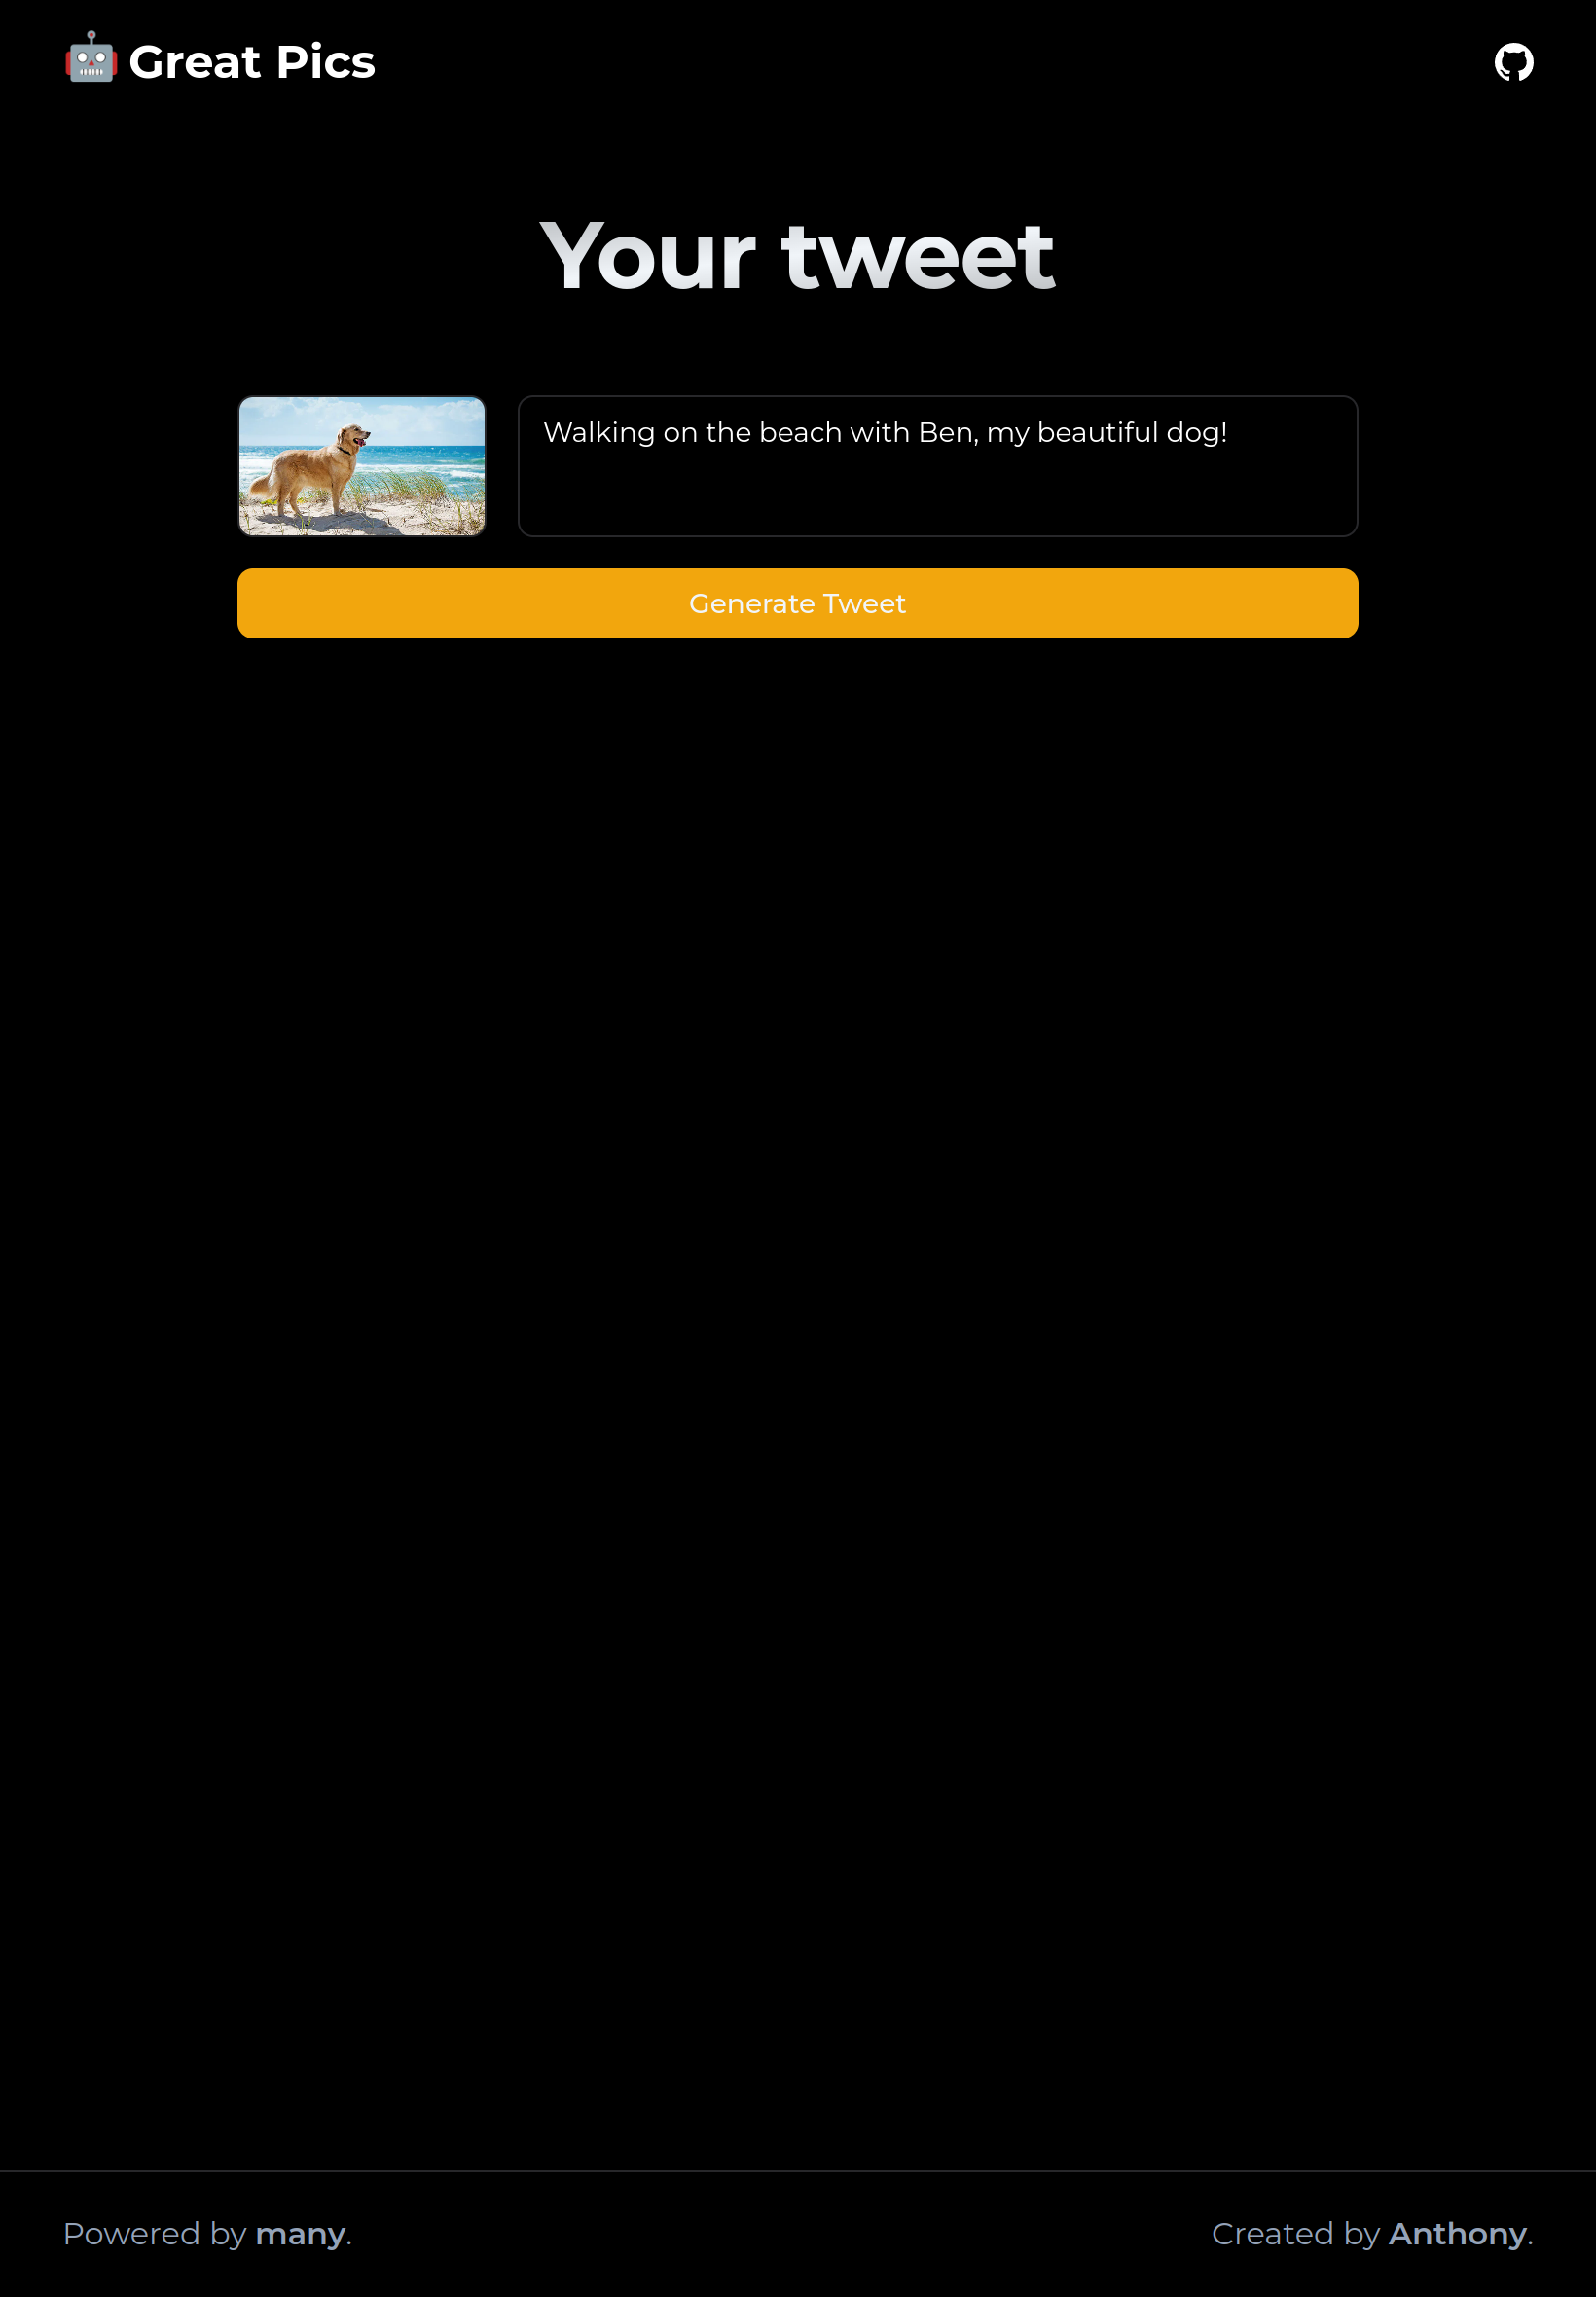 🤖 Great Pics
Your tweet
Walking on the beach with Ben, my beautiful dog!
Generate Tweet
Powered by many.
Created by Anthony.